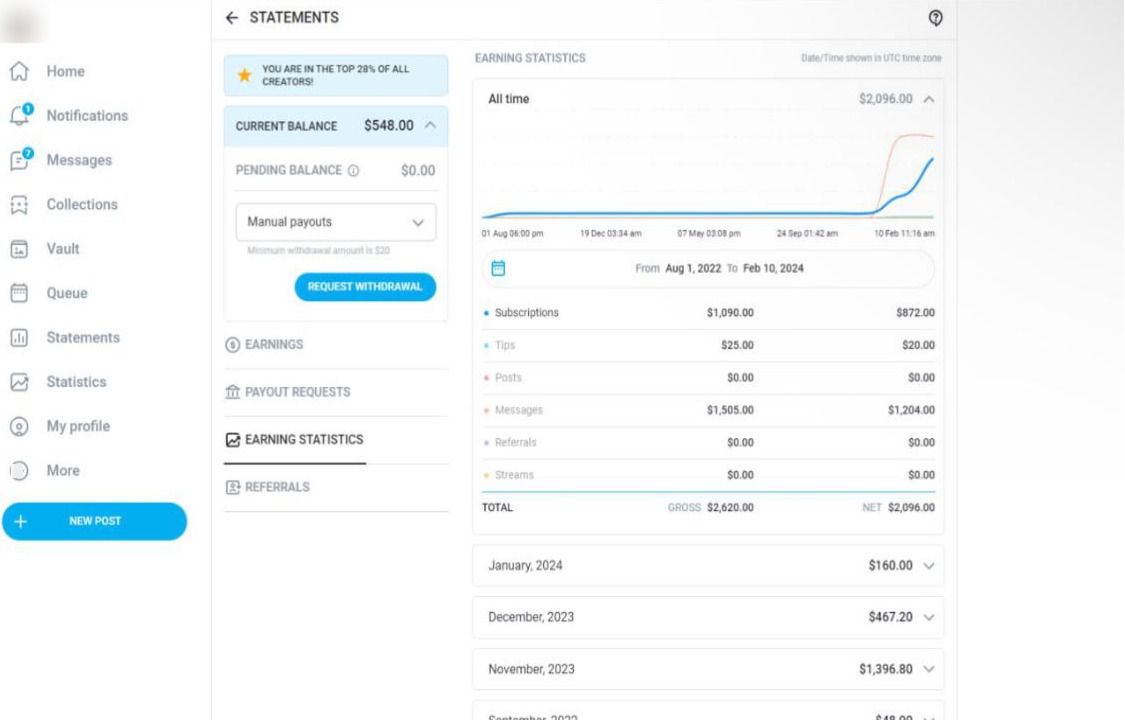 STATEMENTS
Home
Notifications
1
Messages
7
Collections
Vault
Queue
Statements
Statistics
My profile
More
NEW POST
YOU ARE IN THE TOP 28% OF ALL
CREATORS!
CURRENT BALANCE $548.00
PENDING BALANCE $0.00
Manual payouts
Minimum withdrawal amount is $20
REQUEST WITHDRAWAL
EARNINGS
PAYOUT REQUESTS
EARNING STATISTICS
REFERRALS
EARNING STATISTICS Date/Time shown in UTC time zone
All time $2,096.00
01 Aug 06:00 pm 19 Dec 03:34 am 07 May 03:08 pm 24 Sep 01:42 am 10 Feb 11:16 am
From Aug 1, 2022 To Feb 10, 2024
Subscriptions $1,090.00 $872.00
Tips $25.00 $20.00
Posts $0.00 $0.00
Messages $1,505.00 $1,204.00
Referrals $0.00 $0.00
Streams $0.00 $0.00
TOTAL GROSS $2,620.00 NET $2,096.00
January, 2024 $160.00
December, 2023 $467.20
November, 2023 $1,396.80
September, 2022 $48.00